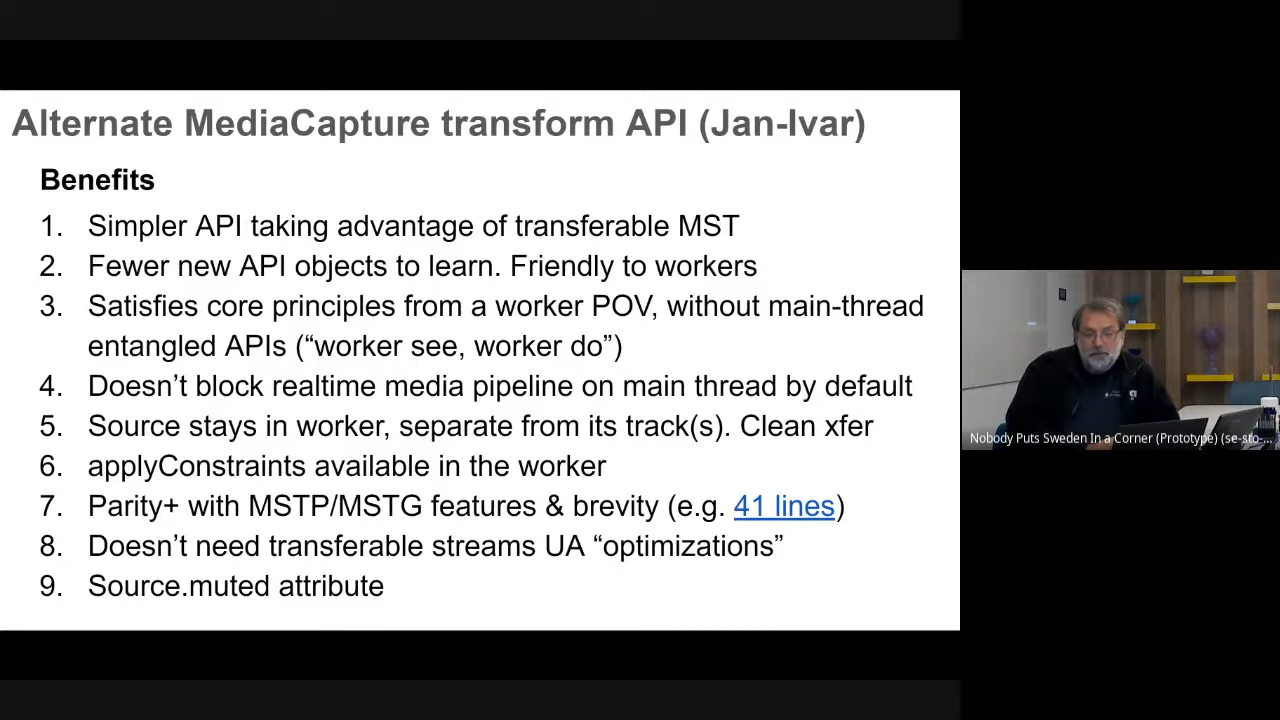 Alternate MediaCapture transform API (Jan-Ivar)
Benefits
1. Simpler API taking advantage of transferable MST
2. Fewer new API objects to learn. Friendly to workers
3. Satisfies core principles from a worker POV, without main-thread
entangled APIs (“worker see, worker do”)
4. Doesn’t block realtime media pipeline on main thread by default
5. Source stays in worker, separate from its track(s). Clean xfer
6. applyConstraints available in the worker
7. Parity+ with MSTP/MSTG features & brevity (e.g. 41 lines)
8. Doesn’t need transferable streams UA “optimizations”
9. Source.muted attribute
Nobody Puts Sweden In a Corner (Prototype) (se-sto-...